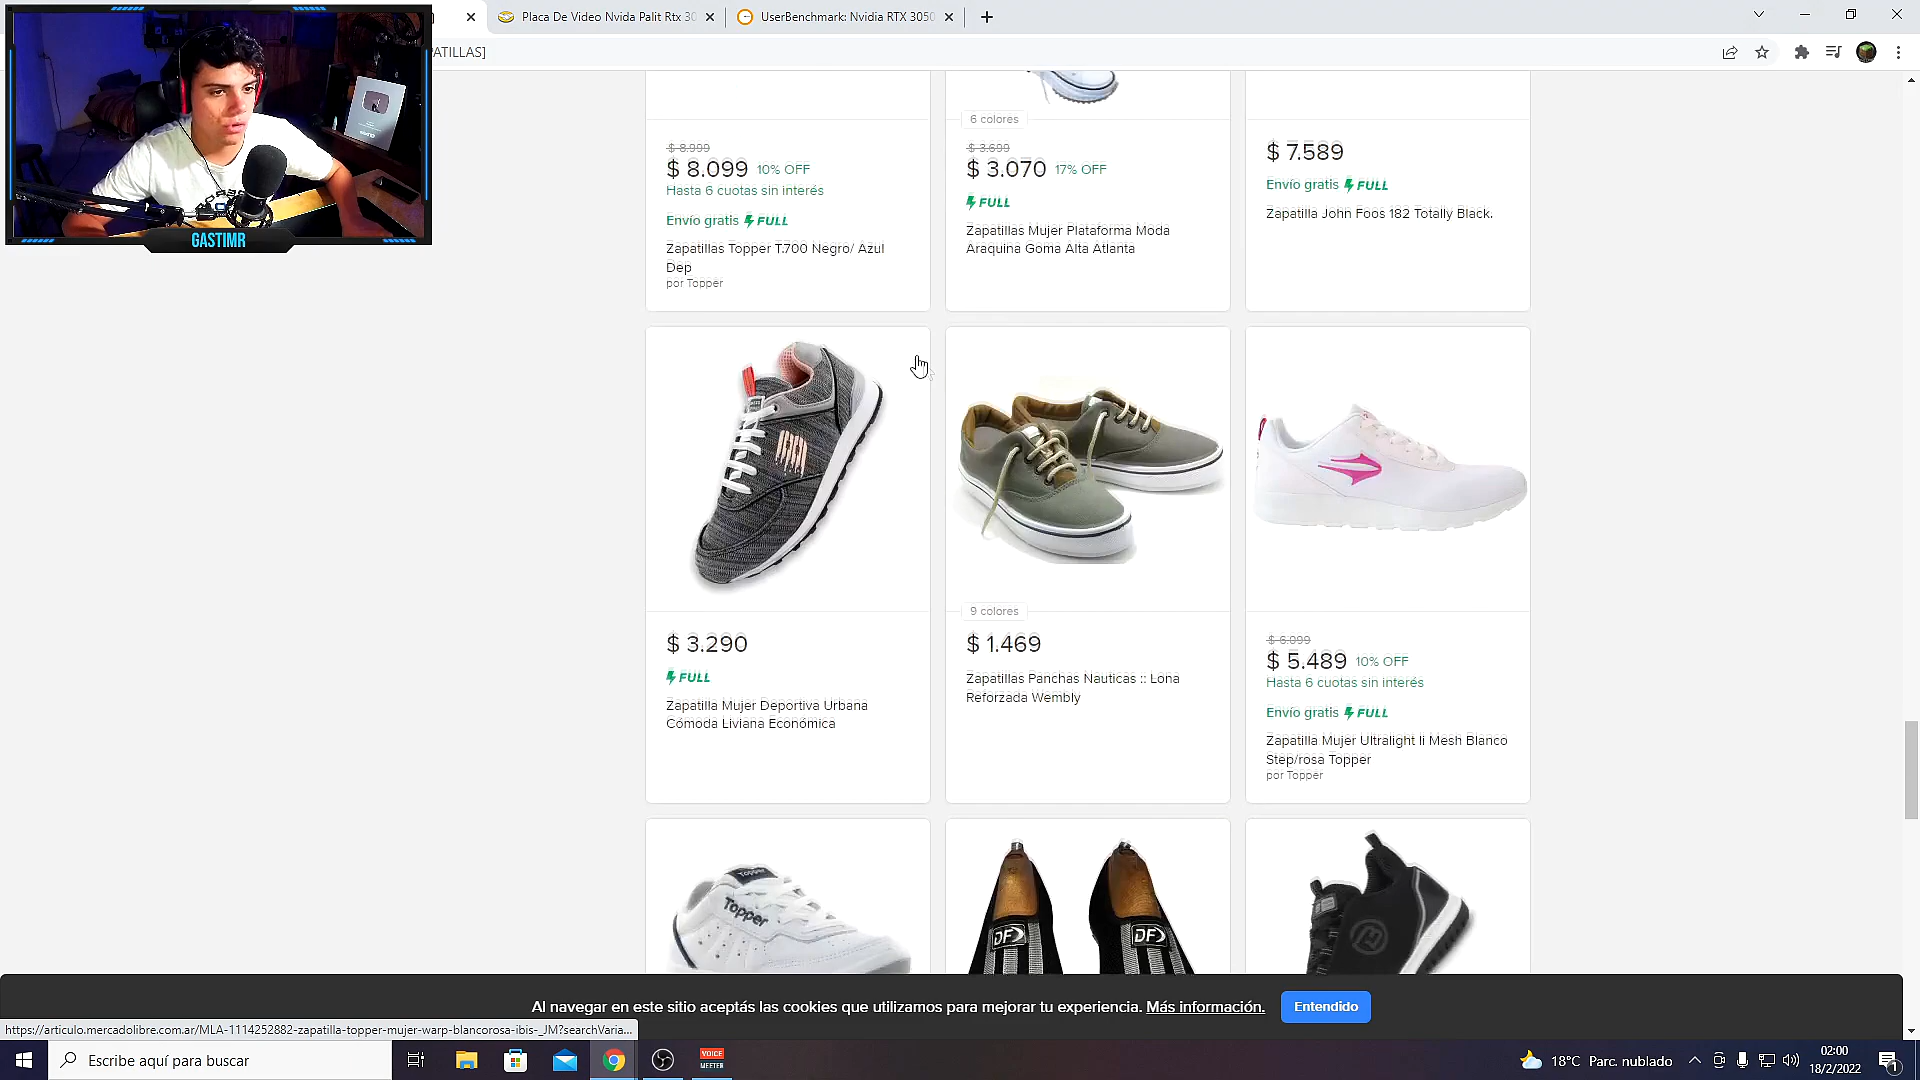 Placa De Video Nvida Palit Rtx 30
UserBenchmark: Nvidia RTX 3050
PATILLAS]
GASTIMR
$ 8.999
$ 8.099 10% OFF
Hasta 6 cuotas sin interés
Envío gratis FULL
Zapatillas Topper T.700 Negro/ Azul
Dep
por Topper
6 colores
$ 3.699
$ 3.070 17% OFF
FULL
Zapatillas Mujer Plataforma Moda
Araquina Goma Alta Atlanta
$ 7.589
Envío gratis FULL
Zapatilla John Foos 182 Totally Black.
$ 3.290
FULL
Zapatilla Mujer Deportiva Urbana
Cómoda Liviana Económica
9 colores
$ 1.469
Zapatillas Panchas Nauticas :: Lona
Reforzada Wembly
$ 6.099
$ 5.489 10% OFF
Hasta 6 cuotas sin interés
Envío gratis FULL
Zapatilla Mujer Ultralight Ii Mesh Blanco
Step/rosa Topper
por Topper
Topper
Topper
DF
DF
Al navegar en este sitio aceptás las cookies que utilizamos para mejorar tu experiencia. Más información.
Entendido
https://articulo.mercadolibre.com.ar/MLA-1114252882-zapatilla-topper-mujer-warp-blancorosa-ibis-_JM?searchVaria...
Escribe aquí para buscar
VOICE
MEETER
18°C Parc. nublado
02:00
18/2/2022
1